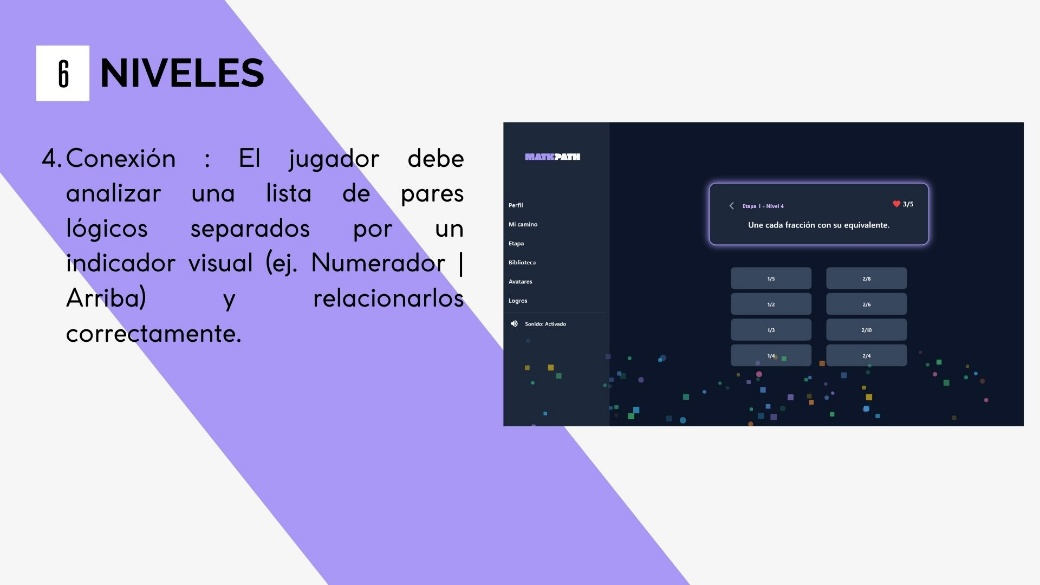 6 NIVELES
4. Conexión : El jugador debe
analizar una lista de pares
lógicos separados por un
indicador visual (ej. Numerador |
Arriba) y relacionarlos
correctamente.
MATHPATH
Perfil
Mi camino
Etapa
Biblioteca
Avatares
Logros
Sonido: Activado
Etapa 1 - Nivel 4
3/5
Une cada fracción con su equivalente.
1/5 2/8
1/2 2/6
1/3 2/10
1/4 2/4